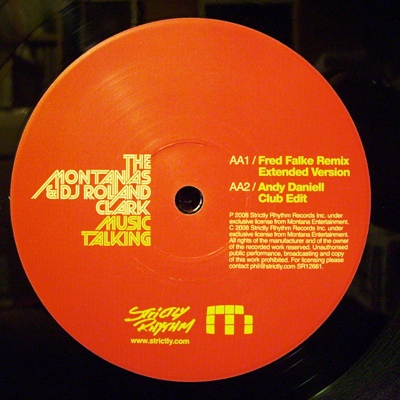 THE
MONTANAS
& DJ ROLAND
CLARK
MUSIC
TALKING
AA1 / Fred Falke Remix
Extended Version
AA2 / Andy Daniell
Club Edit
P 2008 Strictly Rhythm Records Inc. under
exclusive license from Montana Entertainment.
C 2008 Strictly Rhythm Records Inc. under
exclusive license from Montana Entertainment.
All rights of the manufacturer and of the owner
of the recorded work reserved. Unauthorised
public performance, broadcasting and copy
of this work prohibited. For licensing please
contact phil@strictly.com SR12661.
STRICTLY
RHYTHM
www.strictly.com